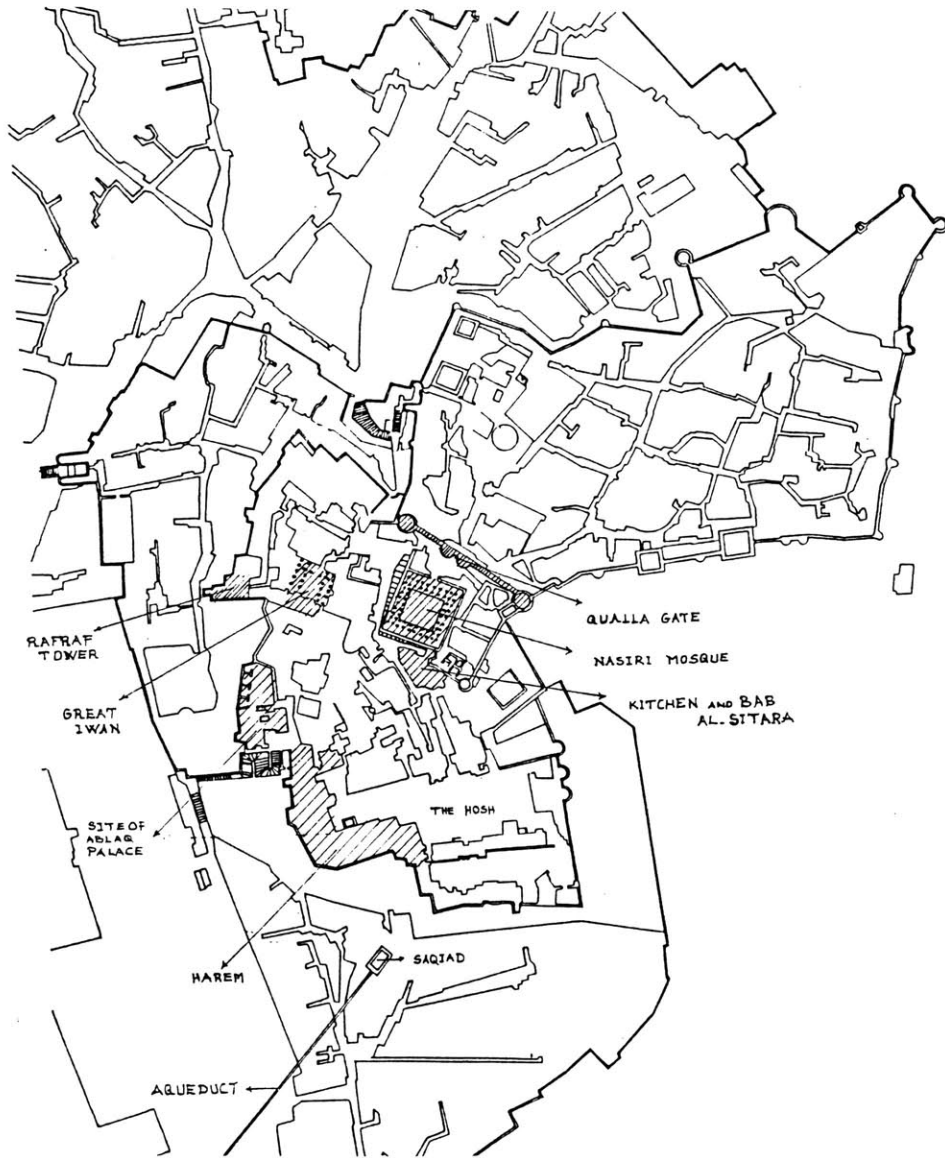 QUALLA GATE
RAFRAF
TOWER
NASIRI MOSQUE
GREAT
IWAN
KITCHEN AND BAB
AL-SITARA
THE HOSH
SITE OF
ABLAQ
PALACE
HAREM
SAQIAD
AQUEDUCT